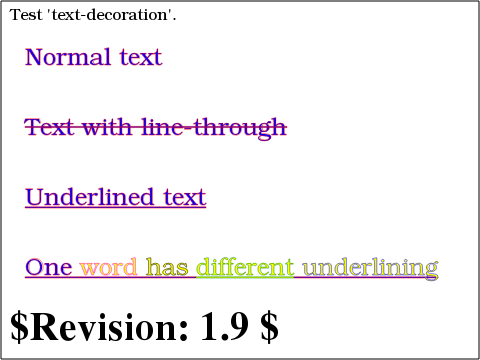 Test 'text-decoration'.
Normal text
Text with line-through
Underlined text
One word has different underlining
$Revision: 1.9 $